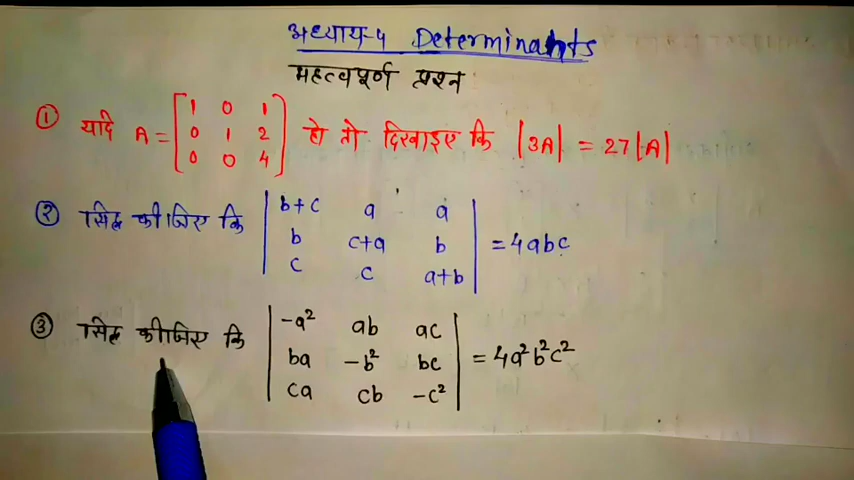 अध्याय-4 Determinants
महत्वपूर्ण प्रश्न
① यदि A = [1 0 1; 0 1 2; 0 0 4] हो तो दिखाइए कि |3A| = 27|A|
② सिद्ध कीजिए कि |b+c a a; b c+a b; c c a+b| = 4abc
③ सिद्ध कीजिए कि |-a² ab ac; ba -b² bc; ca cb -c²| = 4a²b²c²